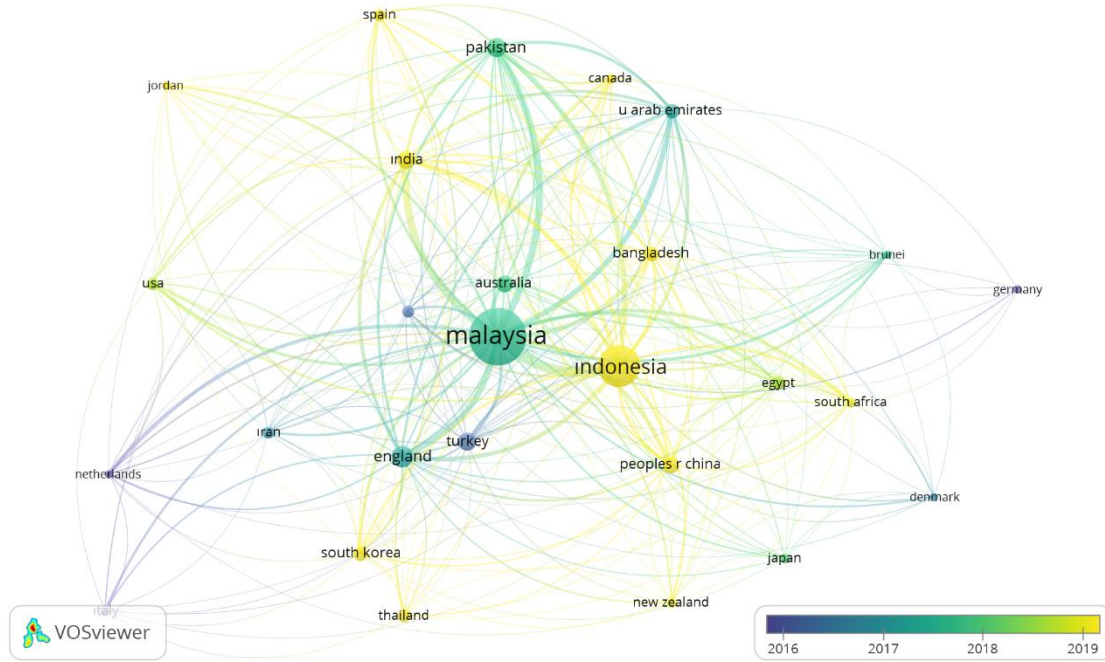 spain
pakistan
canada
jordan
u arab emirates
ındia
bangladesh
brunei
usa
australia
germany
malaysia
ındonesia
egypt
south africa
ıran
turkey
england
peoples r china
netherlands
denmark
south korea
japan
new zealand
thailand
italy
VOSviewer
2016 2017 2018 2019